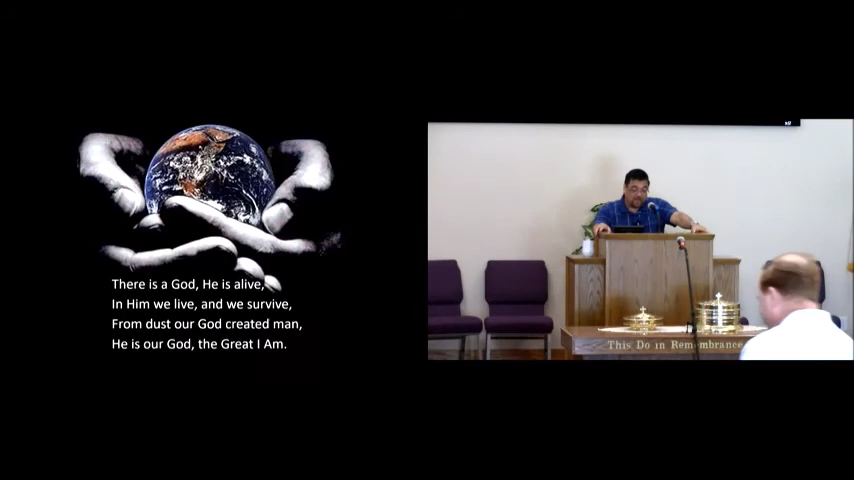 There is a God, He is alive,
In Him we live, and we survive,
From dust our God created man,
He is our God, the Great I Am.
This Do in Remembrance